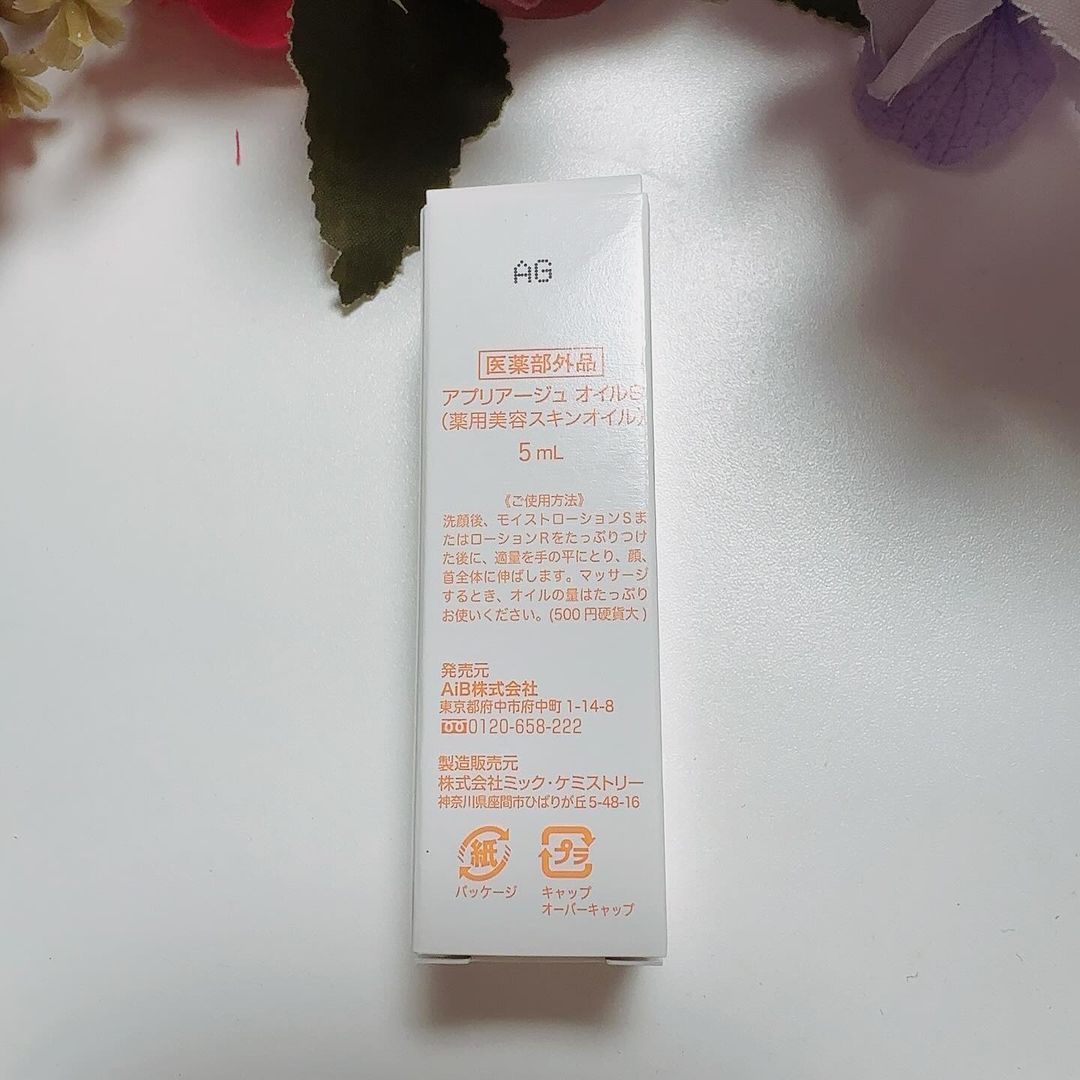 AG
医薬部外品
アプリアージュ オイルS
(薬用美容スキンオイル)
5 mL
《ご使用方法》
洗顔後、モイストローションSま
たはローションRをたっぷりつけ
た後に、適量を手の平にとり、顔、
首全体に伸ばします。マッサージ
するとき、オイルの量はたっぷり
お使いください。(500円硬貨大)
発売元
AiB株式会社
東京都府中市府中町1-14-8
0120-658-222
製造販売元
株式会社ミック・ケミストリー
神奈川県座間市ひばりが丘5-48-16
紙 プラ
パッケージ キャップ
オーバーキャップ